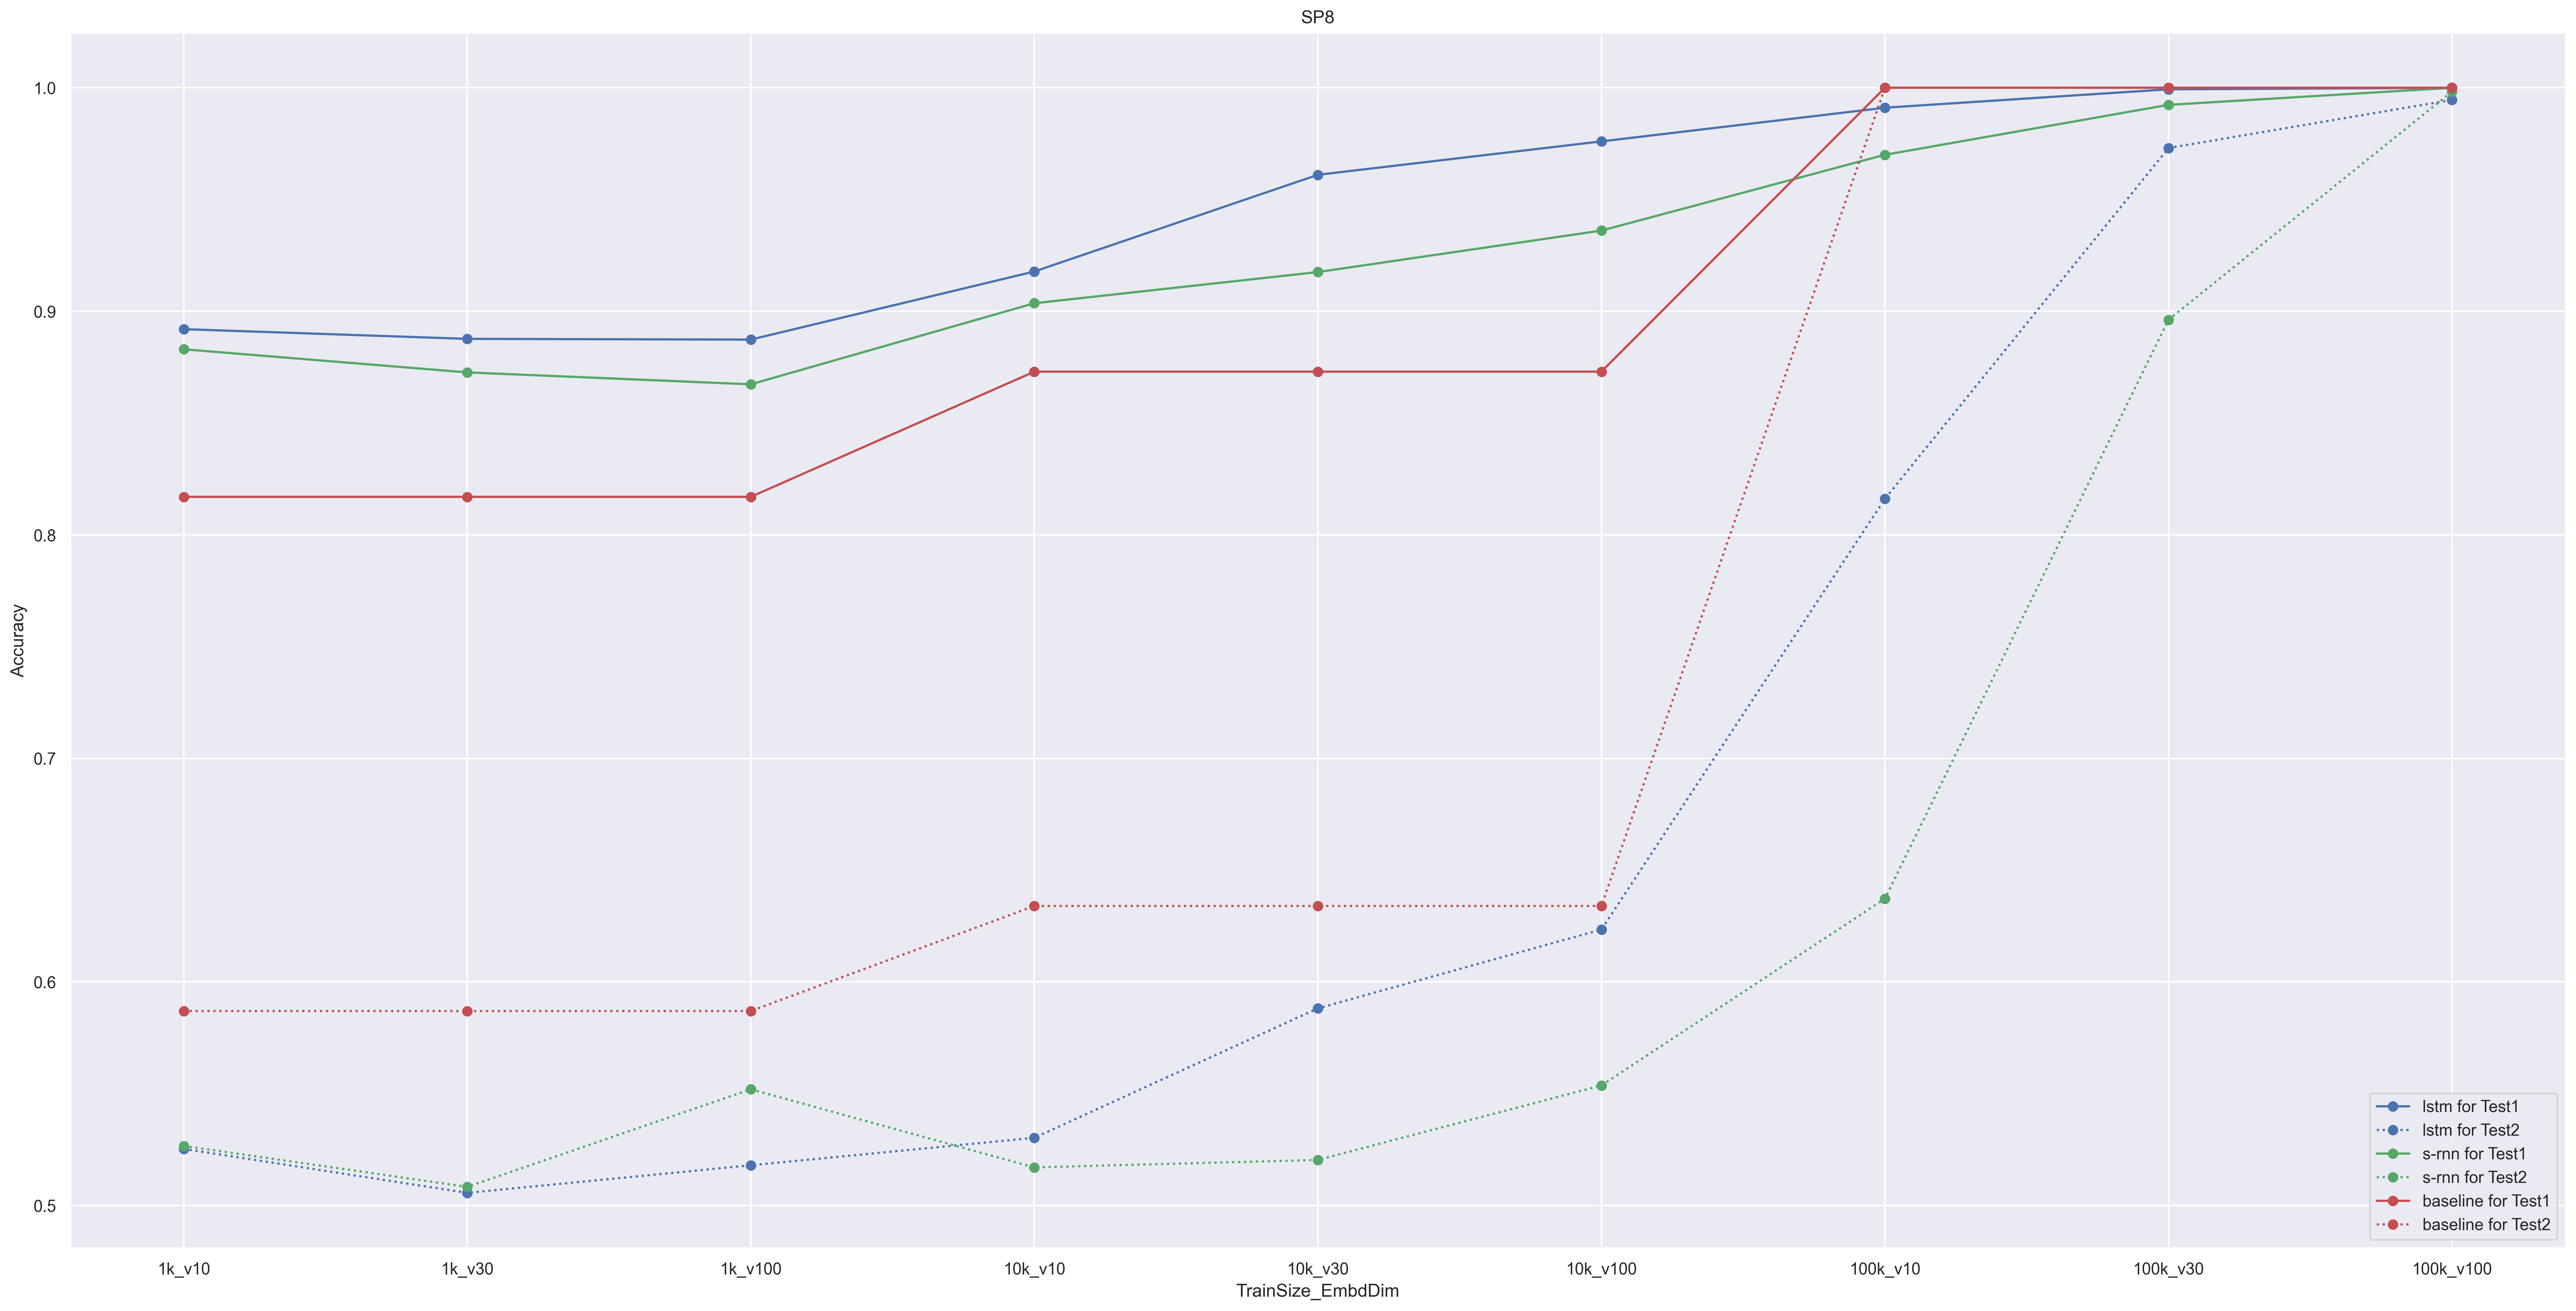 SP8
1.0
0.9
0.8
0.7
0.6
0.5
Accuracy
1k_v10
1k_v30
1k_v100
10k_v10
10k_v30
10k_v100
100k_v10
100k_v30
100k_v100
TrainSize_EmbdDim
lstm for Test1
lstm for Test2
s-rnn for Test1
s-rnn for Test2
baseline for Test1
baseline for Test2